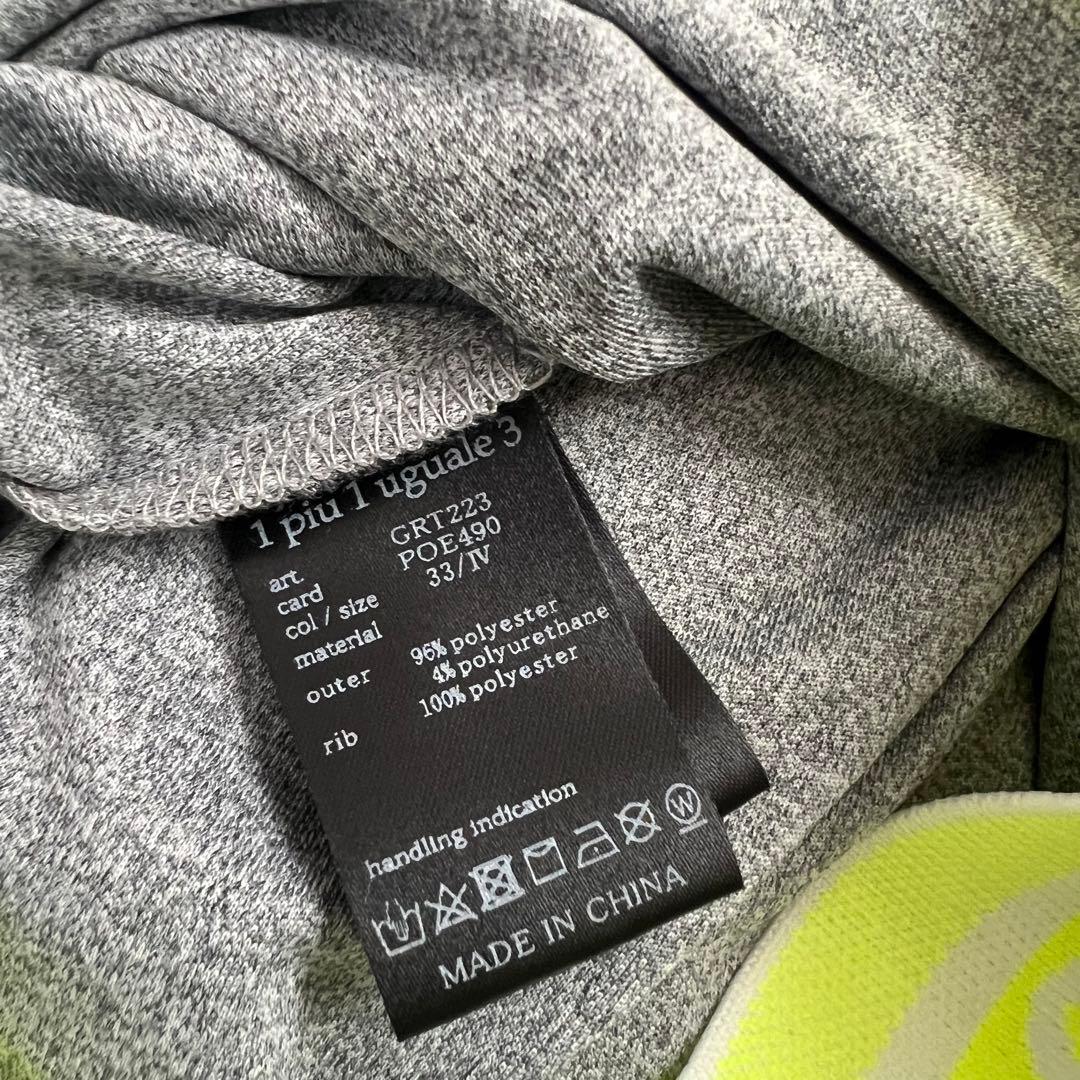 1 più 1 uguale 3
art. GRT223
card POE490
col / size 33/IV
material
outer 96% polyester
4% polyurethane
rib 100% polyester
handling indication
W
MADE IN CHINA